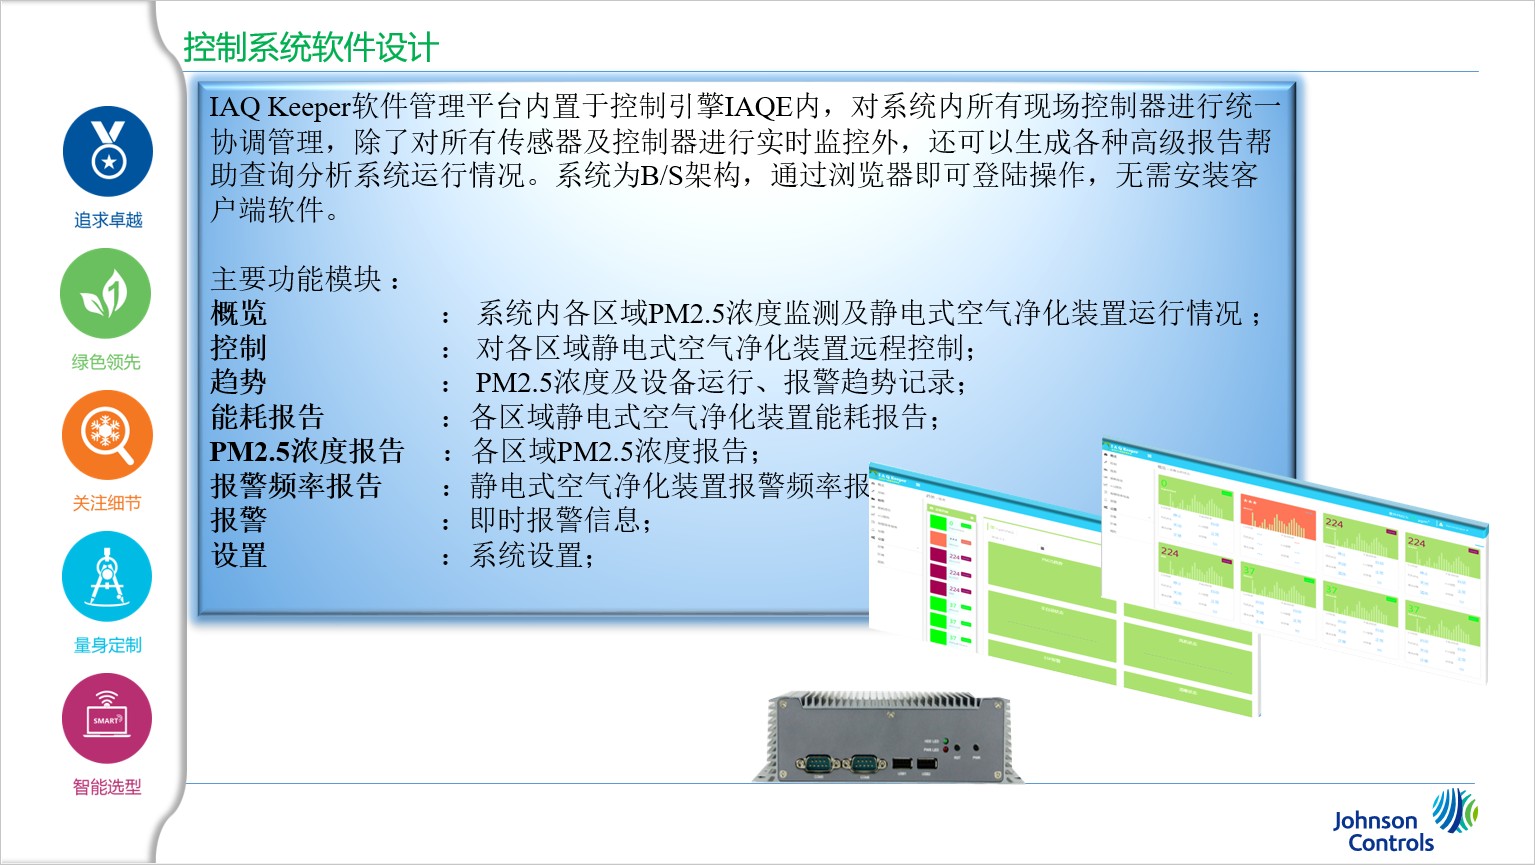 控制系统软件设计
IAQ Keeper软件管理平台内置于控制引擎IAQE内，对系统内所有现场控制器进行统一
协调管理，除了对所有传感器及控制器进行实时监控外，还可以生成各种高级报告帮
助查询分析系统运行情况。系统为B/S架构，通过浏览器即可登陆操作，无需安装客
户端软件。
主要功能模块：
概览 ： 系统内各区域PM2.5浓度监测及静电式空气净化装置运行情况 ；
控制 ： 对各区域静电式空气净化装置远程控制；
趋势 ： PM2.5浓度及设备运行、报警趋势记录；
能耗报告 ：各区域静电式空气净化装置能耗报告；
PM2.5浓度报告 ：各区域PM2.5浓度报告；
报警频率报告 ：静电式空气净化装置报警频率报
报警 ：即时报警信息；
设置 ：系统设置；
追求卓越
绿色领先
关注细节
量身定制
SMART
智能选型
224
224
224
37
37
37
0
224
224
224
37
37
37
Johnson
Controls